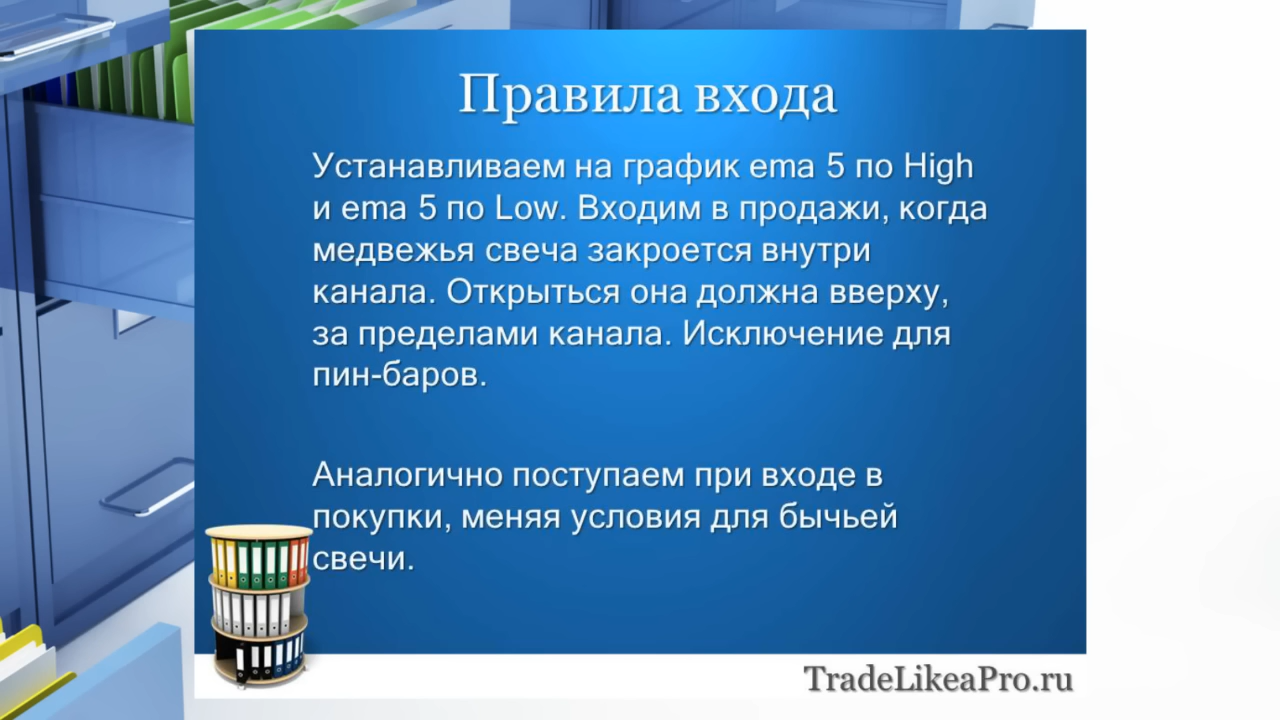 Правила входа
Устанавливаем на график ema 5 по High
и ema 5 по Low. Входим в продажи, когда
медвежья свеча закроется внутри
канала. Открыться она должна вверху,
за пределами канала. Исключение для
пин-баров.
Аналогично поступаем при входе в
покупки, меняя условия для бычьей
свечи.
TradeLikeaPro.ru